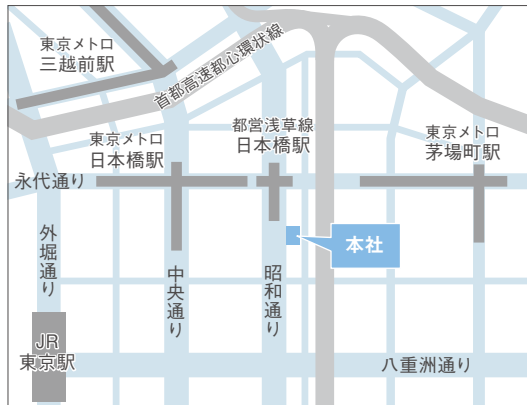 東京メトロ
三越前駅
首都高速都心環状線
東京メトロ
日本橋駅
都営浅草線
日本橋駅
東京メトロ
茅場町駅
永代通り
本社
外堀通り
中央通り
昭和通り
JR
東京駅
八重洲通り